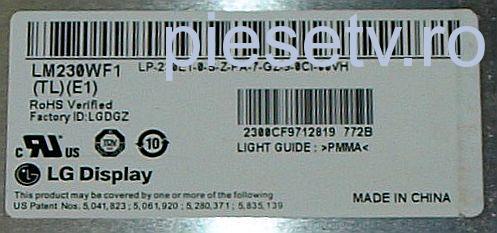 piesetv.ro
LM230WF1
(TL)(E1)
RoHS Verified
Factory ID:LGDGZ
2300CF9712819 772B
LIGHT GUIDE : >PMMA<
c US
10
LG Display
MADE IN CHINA
This product may be covered by one or more of the following
US Patent Nos. 5,041,823 ; 5,061,920 ; 5,280,371 ; 5,835,139